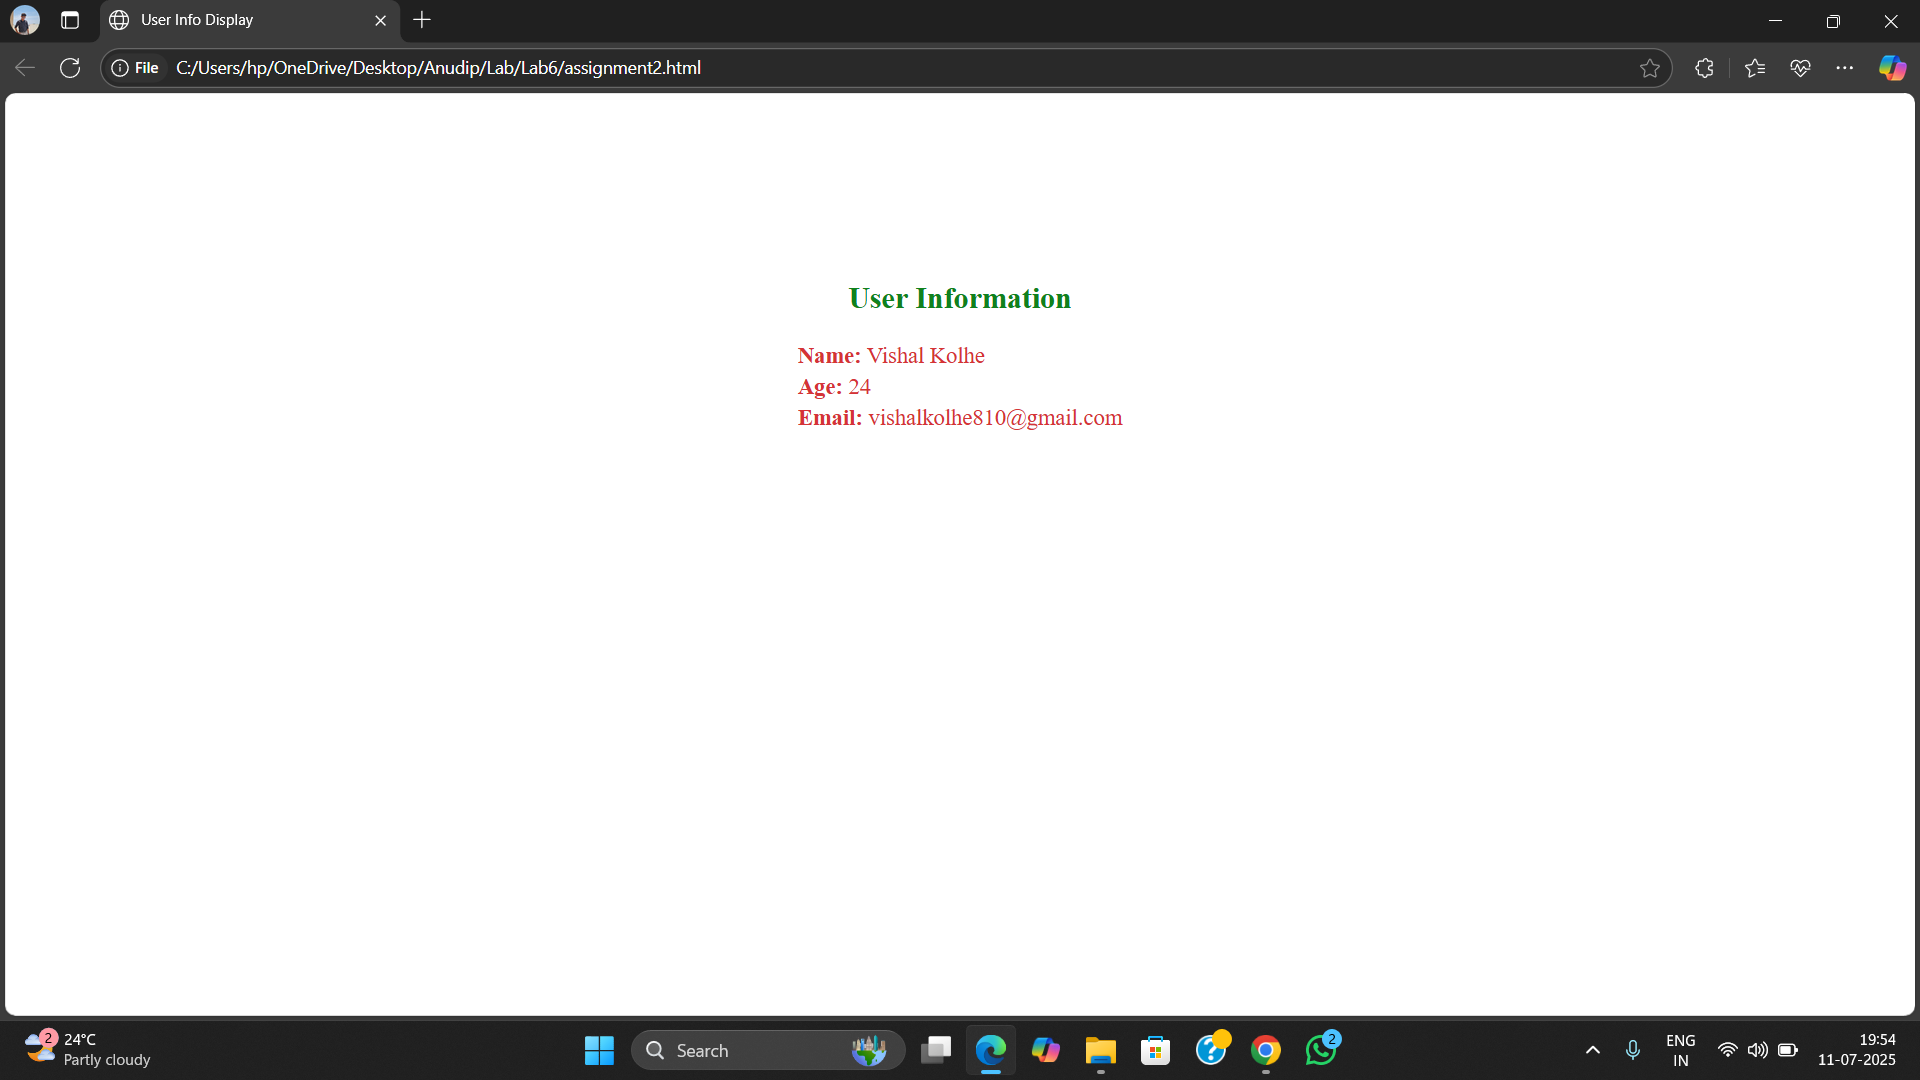 User Info Display
File C:/Users/hp/OneDrive/Desktop/Anudip/Lab/Lab6/assignment2.html
User Information
Name: Vishal Kolhe
Age: 24
Email: vishalkolhe810@gmail.com
2
24°C
Partly cloudy
Search
2
ENG
IN
19:54
11-07-2025